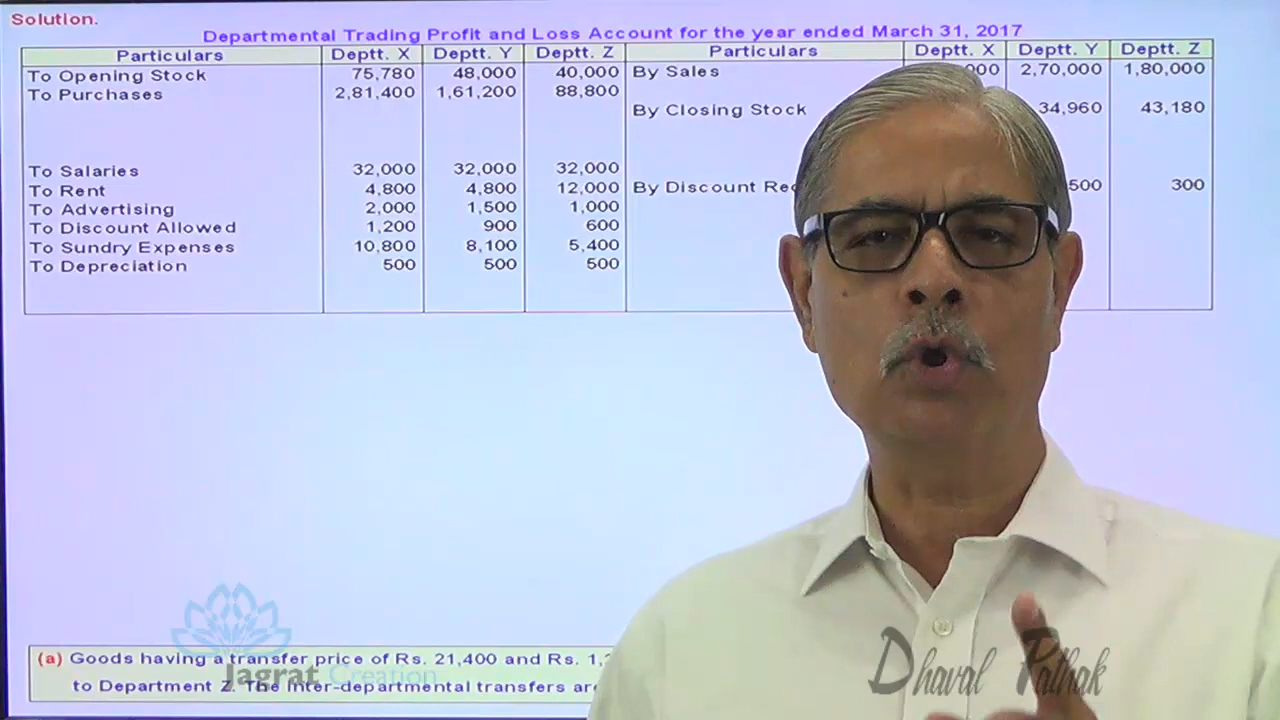 Solution.
Departmental Trading Profit and Loss Account for the year ended March 31, 2017
Particulars Deptt. X Deptt. Y Deptt. Z Particulars Deptt. X Deptt. Y Deptt. Z
To Opening Stock 75,780 48,000 40,000 By Sales 2,70,000 1,80,000
To Purchases 2,81,400 1,61,200 88,800
By Closing Stock 34,960 43,180
To Salaries 32,000 32,000 32,000
To Rent 4,800 4,800 12,000 By Discount 500 300
To Advertising 2,000 1,500 1,000
To Discount Allowed 1,200 900 600
To Sundry Expenses 10,800 8,100 5,400
To Depreciation 500 500 500
(a) Goods having a transfer price of Rs. 21,400 and Rs.
to Department Z. The Inter-departmental transfers are
Jagrat Creation
Dhaval Pathak